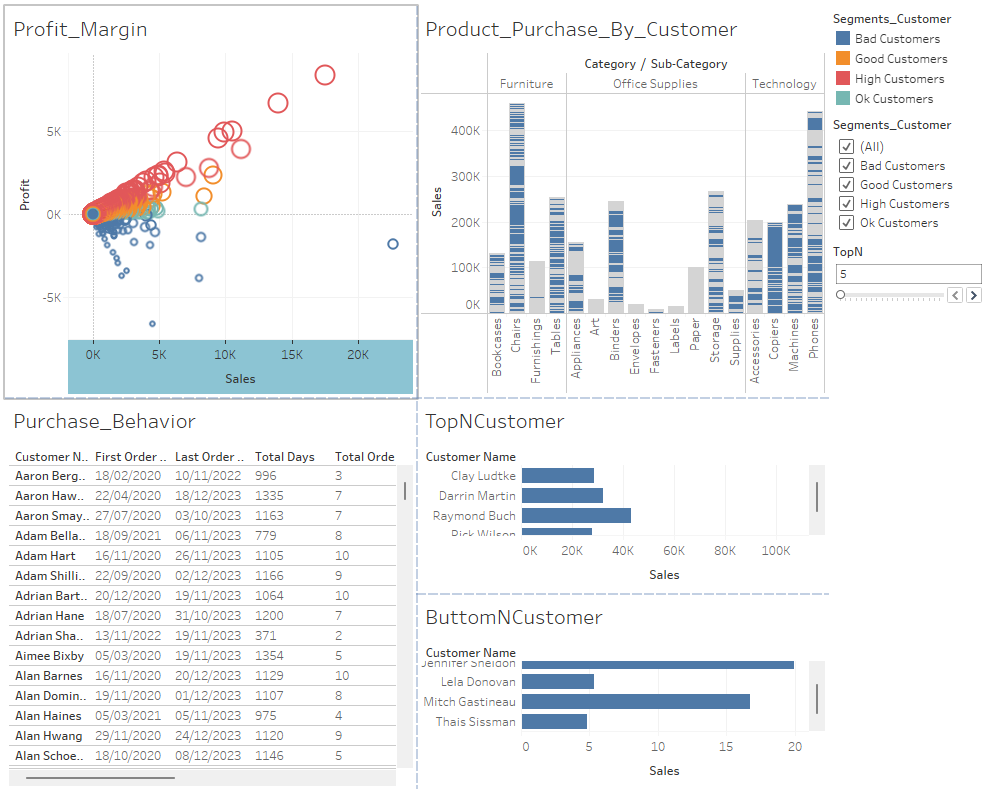 Profit_Margin
Profit
5K
0K
-5K
0K 5K 10K 15K 20K
Sales
Product_Purchase_By_Customer
Category / Sub-Category
Furniture Office Supplies Technology
Sales
400K
300K
200K
100K
0K
Bookcases
Chairs
Furnishings
Tables
Appliances
Art
Binders
Envelopes
Fasteners
Labels
Paper
Storage
Supplies
Accessories
Copiers
Machines
Phones
Segments_Customer
Bad Customers
Good Customers
High Customers
Ok Customers
Segments_Customer
(All)
Bad Customers
Good Customers
High Customers
Ok Customers
TopN
5
Purchase_Behavior
Customer N.. First Order .. Last Order .. Total Days Total Orde
Aaron Berg.. 18/02/2020 10/11/2022 996 3
Aaron Haw.. 22/04/2020 18/12/2023 1335 7
Aaron Smay.. 27/07/2020 03/10/2023 1163 7
Adam Bella.. 18/09/2021 06/11/2023 779 8
Adam Hart 16/11/2020 26/11/2023 1105 10
Adam Shilli.. 22/09/2020 02/12/2023 1166 9
Adrian Bart.. 20/12/2020 19/11/2023 1064 10
Adrian Hane 18/07/2020 31/10/2023 1200 7
Adrian Sha.. 13/11/2022 19/11/2023 371 2
Aimee Bixby 05/03/2020 19/11/2023 1354 5
Alan Barnes 16/11/2020 20/12/2023 1129 10
Alan Domin.. 19/11/2020 01/12/2023 1107 8
Alan Haines 05/03/2021 05/11/2023 975 4
Alan Hwang 29/11/2020 24/12/2023 1120 9
Alan Schoe.. 18/10/2020 08/12/2023 1146 5
TopNCustomer
Customer Name
Clay Ludtke
Darrin Martin
Raymond Buch
Rick Wilson
0K 20K 40K 60K 80K 100K
Sales
ButtomNCustomer
Customer Name
Jennifer Sheldon
Lela Donovan
Mitch Gastineau
Thais Sissman
0 5 10 15 20
Sales